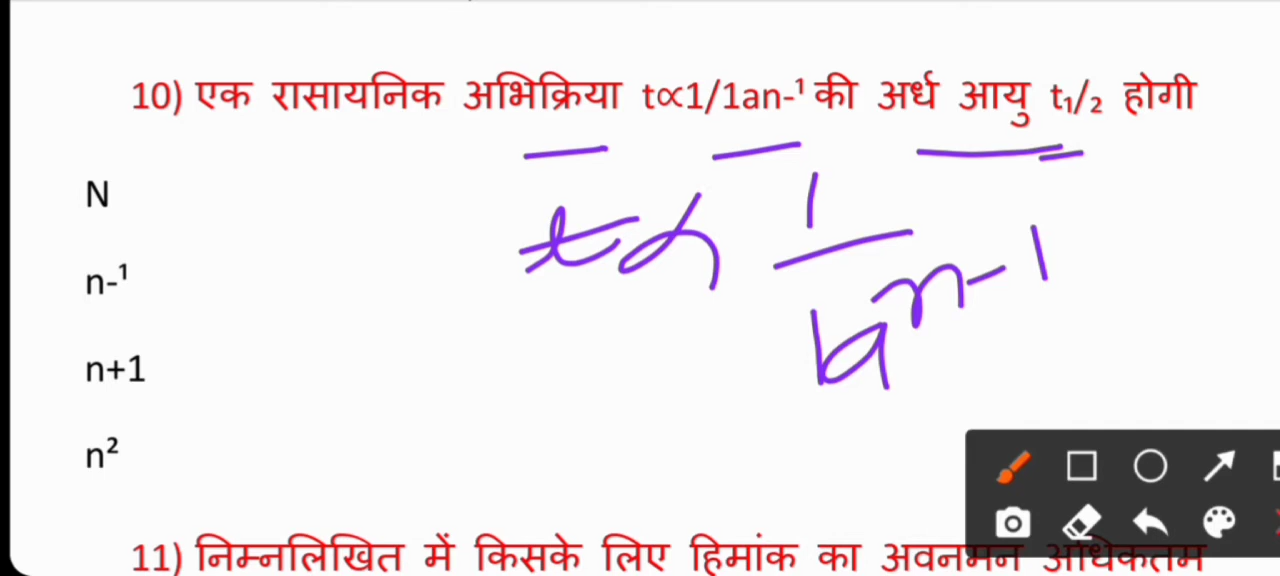 10) एक रासायनिक अभिक्रिया t∝1/1an-¹ की अर्ध आयु t₁/₂ होगी
t∝ 1/1a^n-1
N
n-¹
n+1
n²
11) निम्नलिखित में किसके लिए हिमांक का अवनमन अधिकतम